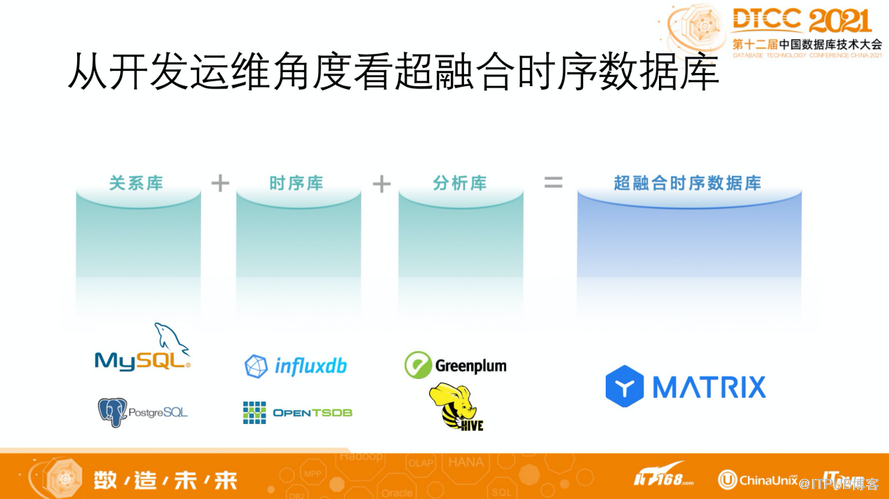 DTCC 2021
第十二届中国数据库技术大会
DATABASE TECHNOLOGY CONFERENCE CHINA 2021
从开发运维角度看超融合时序数据库
关系库 + 时序库 + 分析库 = 超融合时序数据库
MySQL®
influxdb
Greenplum
MATRIX
PostgreSQL
OPENTSDB
HIVE
数/造/未/来
Hadoop
MPP
DB2
OLAP
HANA
Oracle
SQL
IT168.com
ChinaUnix
@ITPUB博客